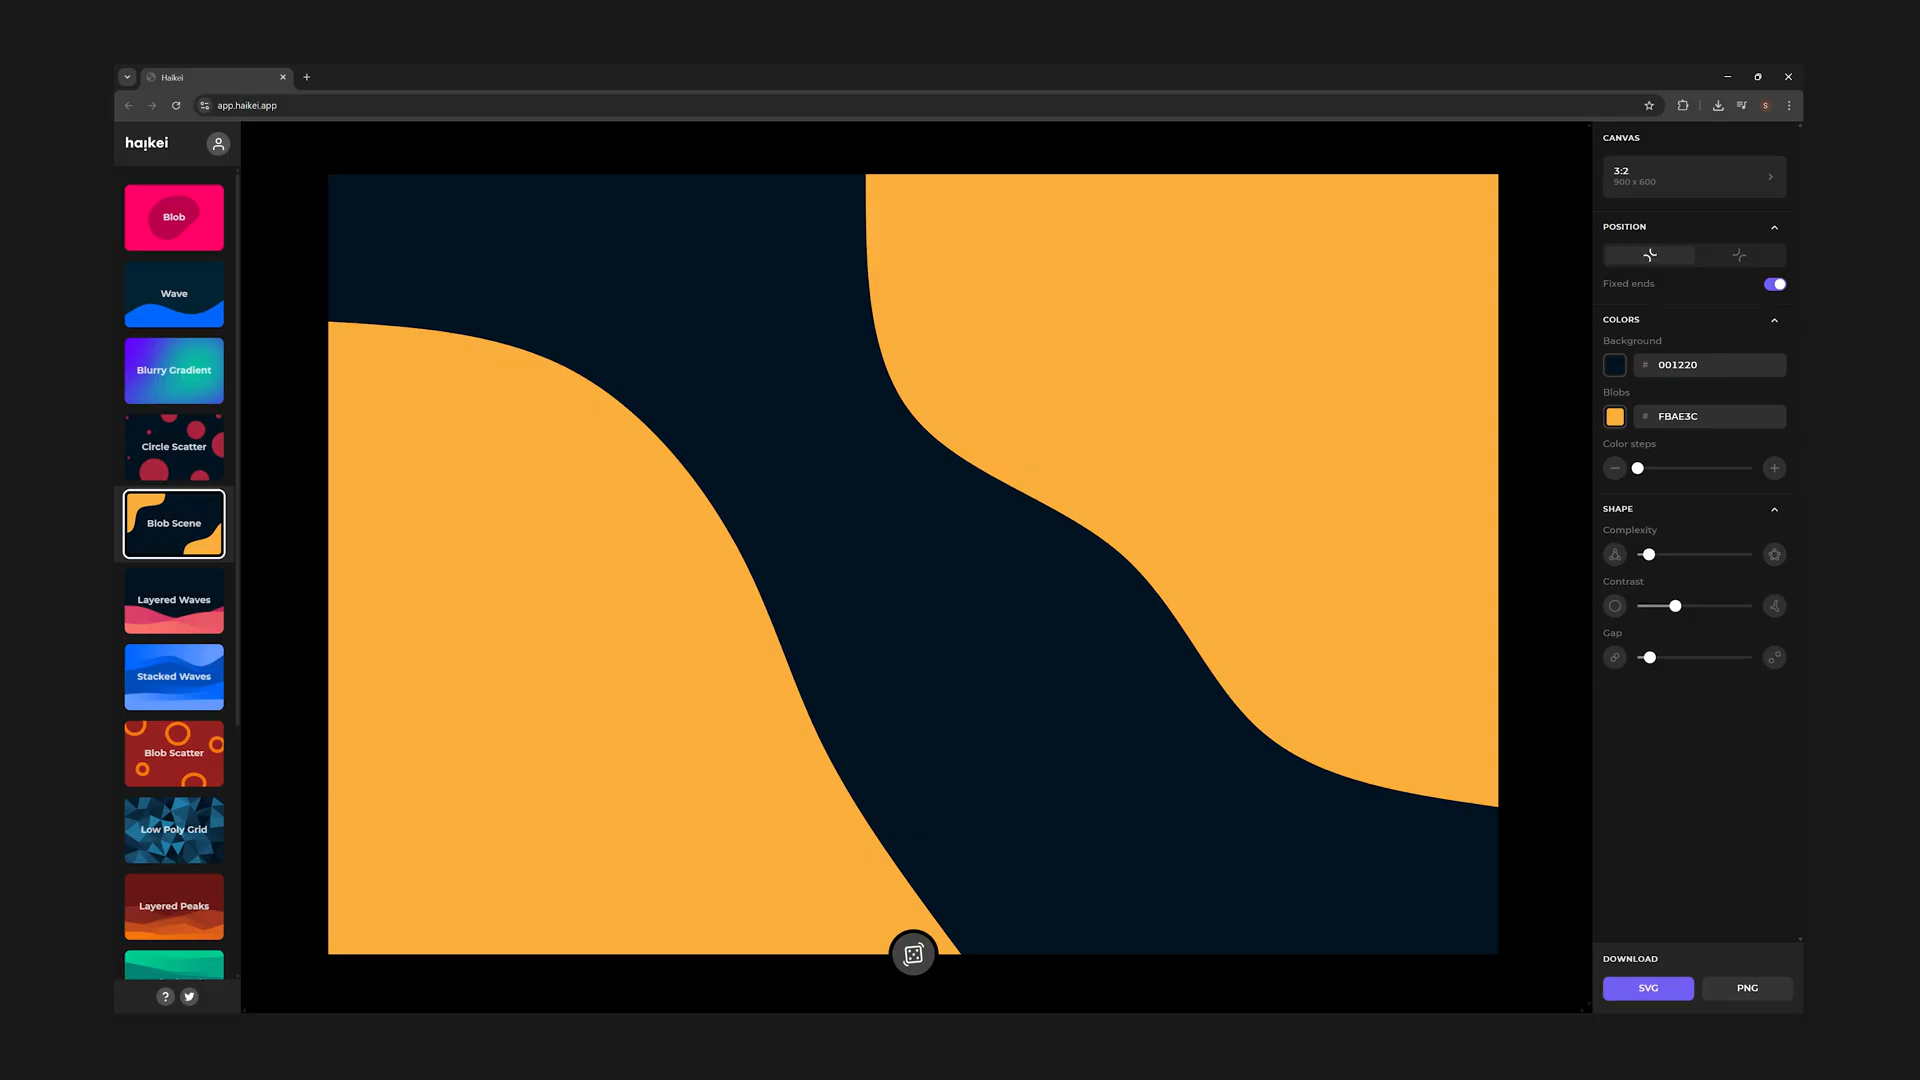 Haikei
app.haikei.app
haikei
Blob
Wave
Blurry Gradient
Circle Scatter
Blob Scene
Layered Waves
Stacked Waves
Blob Scatter
Low Poly Grid
Layered Peaks
?
CANVAS
3:2
900 x 600
POSITION
Fixed ends
COLORS
Background
# 001220
Blobs
# FBAE3C
Color steps
SHAPE
Complexity
Contrast
Gap
DOWNLOAD
SVG
PNG
S